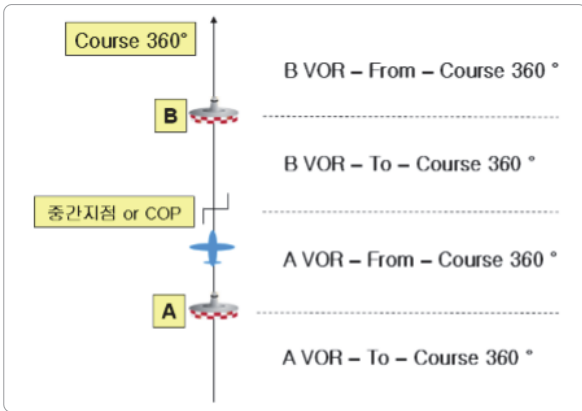 Course 360°
B VOR – From – Course 360 °
B
B VOR – To – Course 360 °
중간지점 or COP
A VOR – From – Course 360 °
A
A VOR – To – Course 360 °